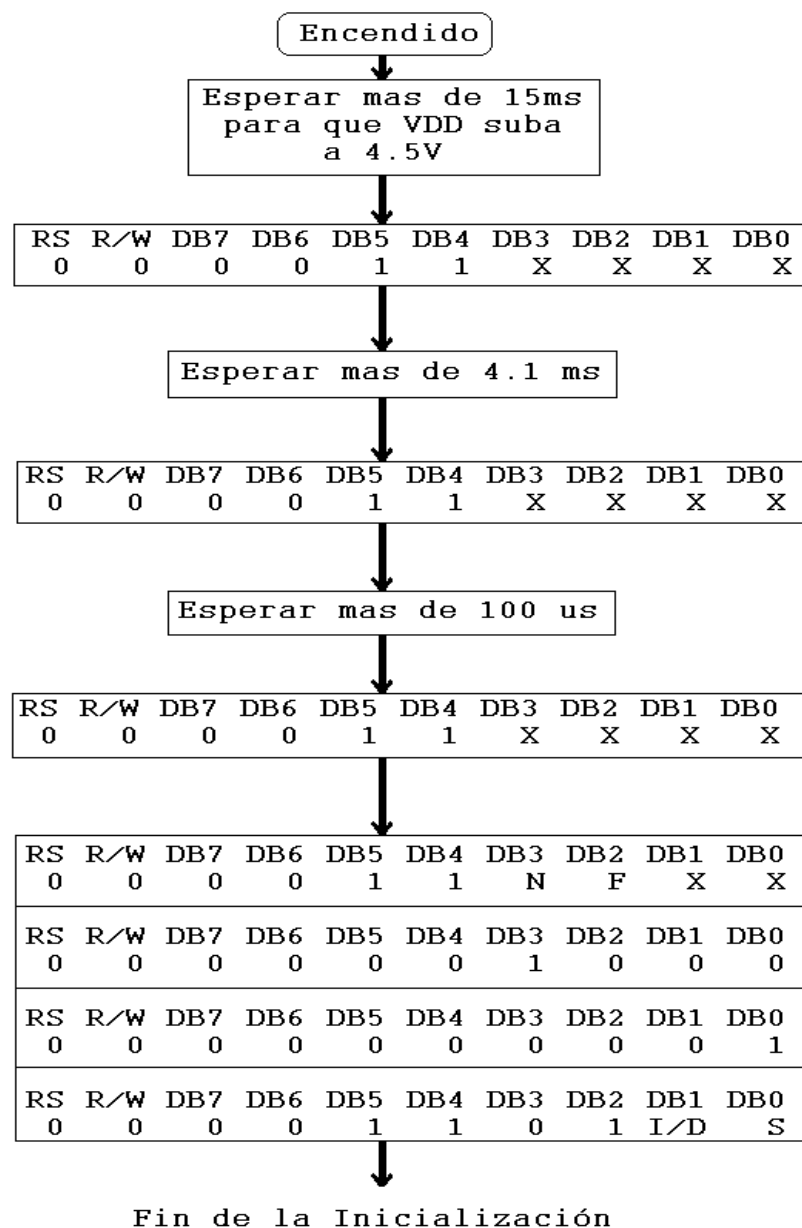 Encendido
Esperar mas de 15ms
para que VDD suba
a 4.5V
RS R/W DB7 DB6 DB5 DB4 DB3 DB2 DB1 DB0
0 0 0 0 1 1 X X X X
Esperar mas de 4.1 ms
RS R/W DB7 DB6 DB5 DB4 DB3 DB2 DB1 DB0
0 0 0 0 1 1 X X X X
Esperar mas de 100 us
RS R/W DB7 DB6 DB5 DB4 DB3 DB2 DB1 DB0
0 0 0 0 1 1 X X X X
RS R/W DB7 DB6 DB5 DB4 DB3 DB2 DB1 DB0
0 0 0 0 1 1 N F X X
RS R/W DB7 DB6 DB5 DB4 DB3 DB2 DB1 DB0
0 0 0 0 0 0 1 0 0 0
RS R/W DB7 DB6 DB5 DB4 DB3 DB2 DB1 DB0
0 0 0 0 0 0 0 0 0 1
RS R/W DB7 DB6 DB5 DB4 DB3 DB2 DB1 DB0
0 0 0 0 1 1 0 1 I/D S
Fin de la Inicialización